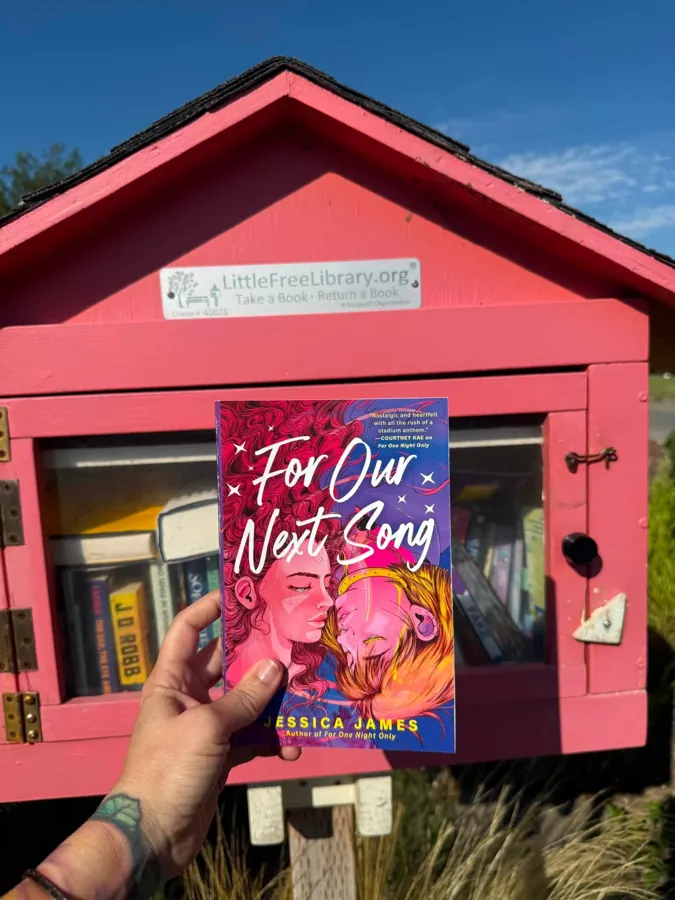 LittleFreeLibrary.org
Take a Book • Return a Book
"Nostalgic and heartfelt
with all the rush of a
stadium anthem."
—COURTNEY KAE on
For One Night Only
For Our
Next Song
J.D. ROBB
JESSICA JAMES
Author of For One Night Only